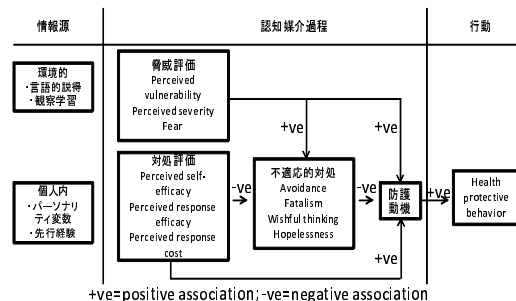 情報源
認知媒介過程
行動
環境的
・言語的説得
・観察学習
脅威評価
Perceived
vulnerability
Perceived severity
Fear
+ve
+ve
対処評価
Perceived self-
efficacy
Perceived response
efficacy
Perceived response
cost
-ve
不適応的対処
Avoidance
Fatalism
Wishful thinking
Hopelessness
-ve
防護
動機
+ve
Health
protective
behavior
個人内
・パーソナリ
ティ変数
・先行経験
+ve
+ve=positive association; -ve=negative association